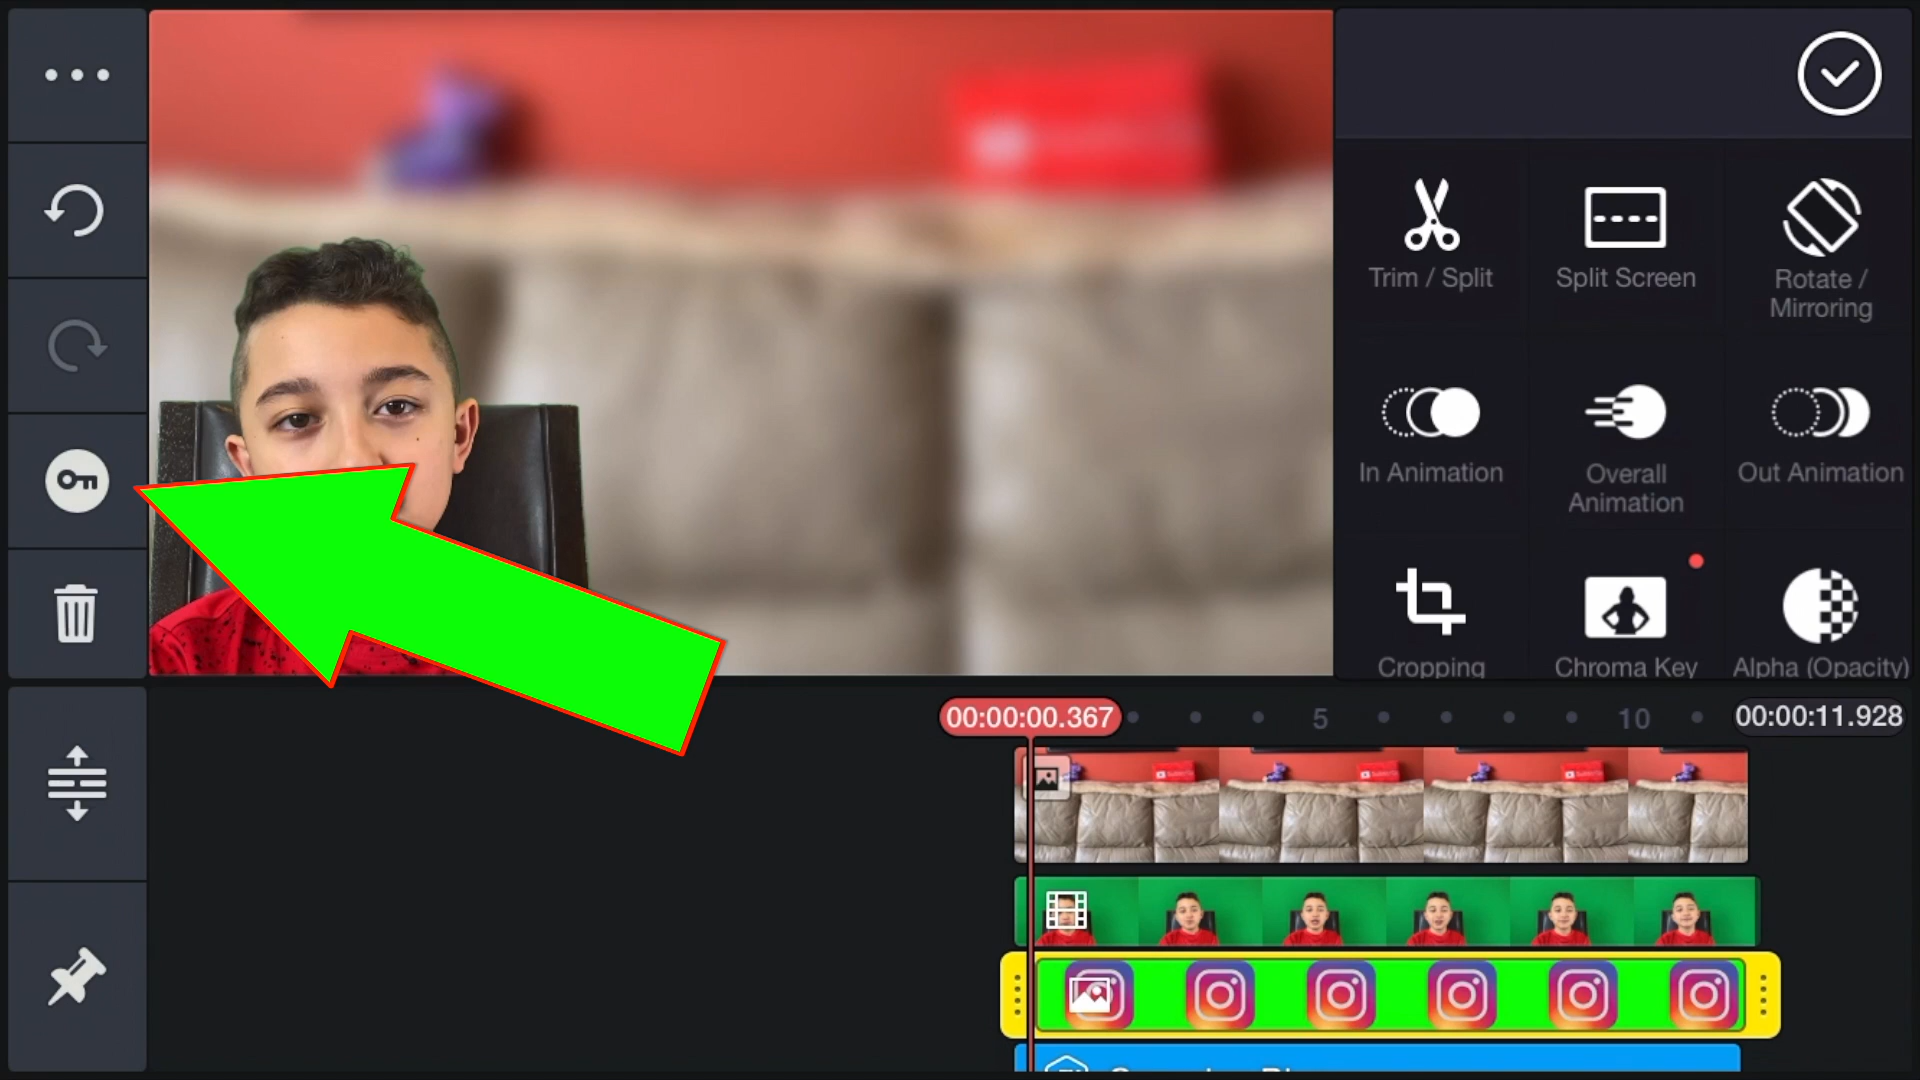 Trim / Split
Split Screen
Rotate /
Mirroring
In Animation
Overall
Animation
Out Animation
Cropping
Chroma Key
Alpha (Opacity)
00:00:00.367
5
10
00:00:11.928